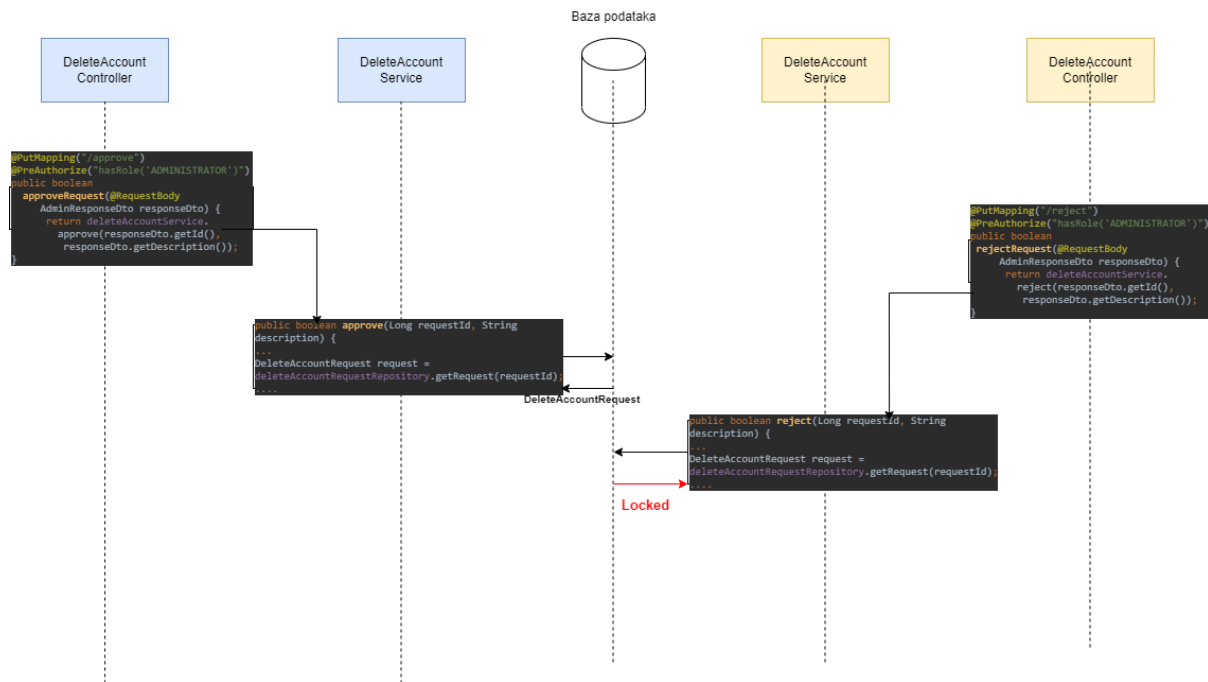 Baza podataka
DeleteAccount
Controller
DeleteAccount
Service
DeleteAccount
Service
DeleteAccount
Controller
@PutMapping("/approve")
@PreAuthorize("hasRole('ADMINISTRATOR')")
public boolean
approveRequest(@RequestBody
AdminResponseDto responseDto) {
return deleteAccountService.
approve(responseDto.getId(),
responseDto.getDescription());
}
@PutMapping("/reject")
@PreAuthorize("hasRole('ADMINISTRATOR')")
public boolean
rejectRequest(@RequestBody
AdminResponseDto responseDto) {
return deleteAccountService.
reject(responseDto.getId(),
responseDto.getDescription());
}
public boolean approve(Long requestId, String
description) {
...
DeleteAccountRequest request =
deleteAccountRequestRepository.getRequest(requestId);
....
DeleteAccountRequest
public boolean reject(Long requestId, String
description) {
...
DeleteAccountRequest request =
deleteAccountRequestRepository.getRequest(requestId);
....
Locked